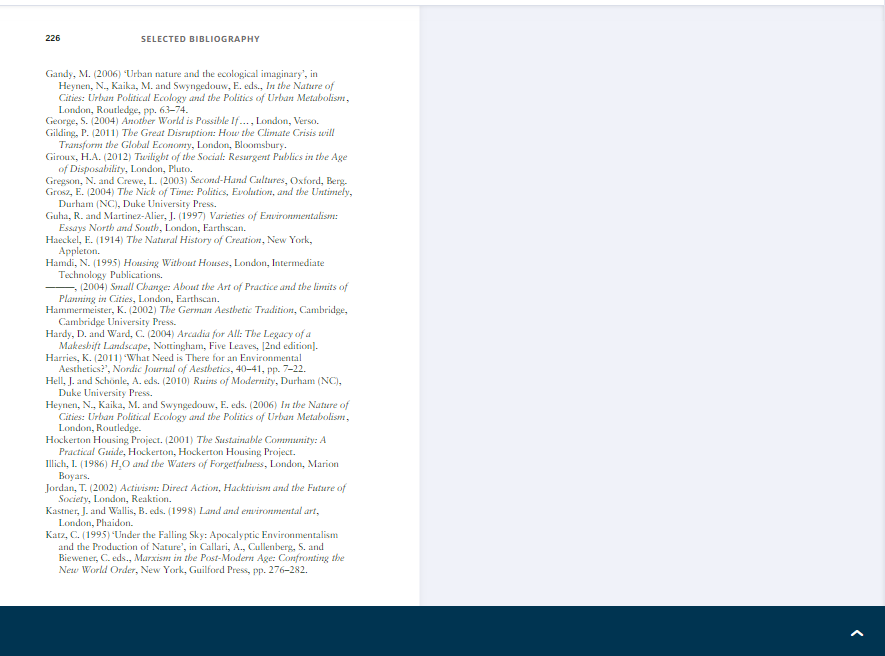 226 SELECTED BIBLIOGRAPHY
Gandy, M. (2006) ‘Urban nature and the ecological imaginary’, in
Heynen, N., Kaika, M. and Swyngedouw, E. eds., In the Nature of
Cities: Urban Political Ecology and the Politics of Urban Metabolism,
London, Routledge, pp. 63–74.
George, S. (2004) Another World is Possible If…, London, Verso.
Gilding, P. (2011) The Great Disruption: How the Climate Crisis will
Transform the Global Economy, London, Bloomsbury.
Giroux, H.A. (2012) Twilight of the Social: Resurgent Publics in the Age
of Disposability, London, Pluto.
Gregson, N. and Crewe, L. (2003) Second-Hand Cultures, Oxford, Berg.
Grosz, E. (2004) The Nick of Time: Politics, Evolution, and the Untimely,
Durham (NC), Duke University Press.
Guha, R. and Martinez-Alier, J. (1997) Varieties of Environmentalism:
Essays North and South, London, Earthscan.
Haeckel, E. (1914) The Natural History of Creation, New York,
Appleton.
Hamdi, N. (1995) Housing Without Houses, London, Intermediate
Technology Publications.
———, (2004) Small Change: About the Art of Practice and the limits of
Planning in Cities, London, Earthscan.
Hammermeister, K. (2002) The German Aesthetic Tradition, Cambridge,
Cambridge University Press.
Hardy, D. and Ward, C. (2004) Arcadia for All: The Legacy of a
Makeshift Landscape, Nottingham, Five Leaves, [2nd edition].
Harries, K. (2011) ‘What Need is There for an Environmental
Aesthetics?’, Nordic Journal of Aesthetics, 40–41, pp. 7–22.
Hell, J. and Schönle, A. eds. (2010) Ruins of Modernity, Durham (NC),
Duke University Press.
Heynen, N., Kaika, M. and Swyngedouw, E. eds. (2006) In the Nature of
Cities: Urban Political Ecology and the Politics of Urban Metabolism,
London, Routledge.
Hockerton Housing Project. (2001) The Sustainable Community: A
Practical Guide, Hockerton, Hockerton Housing Project.
Illich, I. (1986) H₂O and the Waters of Forgetfulness, London, Marion
Boyars.
Jordan, T. (2002) Activism: Direct Action, Hacktivism and the Future of
Society, London, Reaktion.
Kastner, J. and Wallis, B. eds. (1998) Land and environmental art,
London, Phaidon.
Katz, C. (1995) ‘Under the Falling Sky: Apocalyptic Environmentalism
and the Production of Nature’, in Callari, A., Cullenberg, S. and
Biewener, C. eds., Marxism in the Post-Modern Age: Confronting the
New World Order, New York, Guilford Press, pp. 276–282.